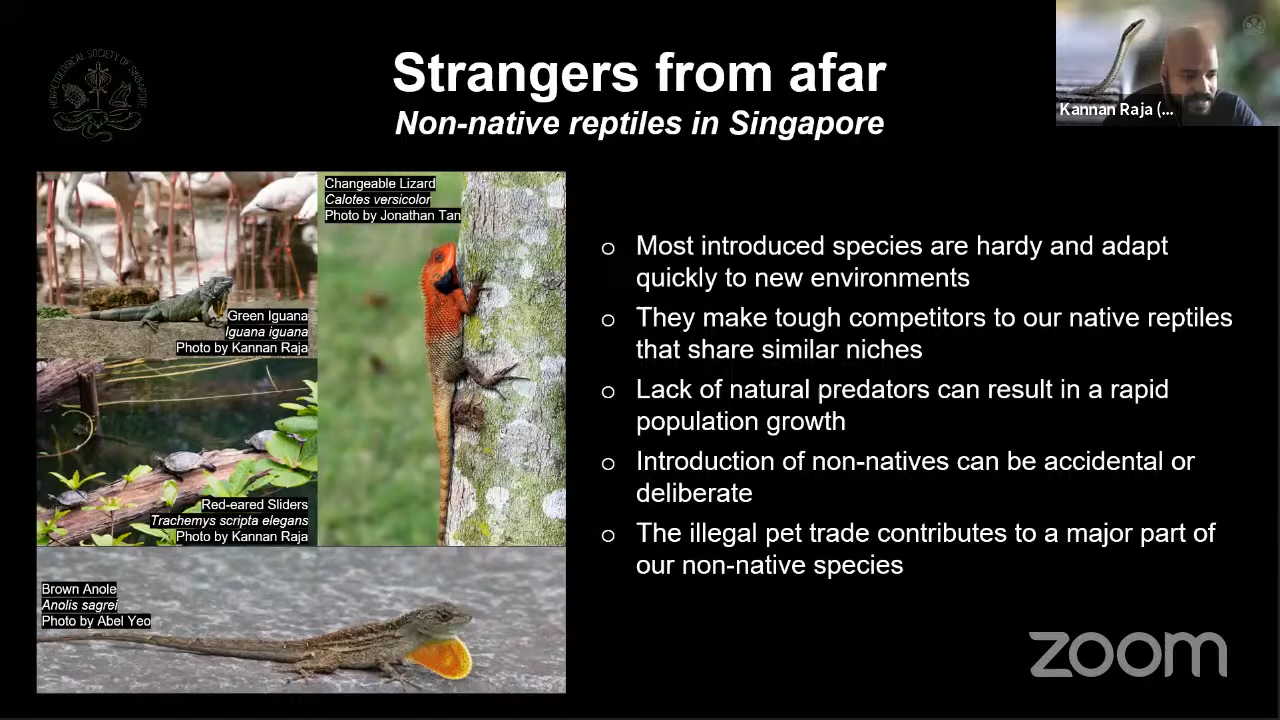 HERPETOLOGICAL SOCIETY OF SINGAPORE
Strangers from afar
Non-native reptiles in Singapore
Kannan Raja (...
Changeable Lizard
Calotes versicolor
Photo by Jonathan Tan
Green Iguana
Iguana iguana
Photo by Kannan Raja
Red-eared Sliders
Trachemys scripta elegans
Photo by Kannan Raja
Brown Anole
Anolis sagrei
Photo by Abel Yeo
o Most introduced species are hardy and adapt
quickly to new environments
o They make tough competitors to our native reptiles
that share similar niches
o Lack of natural predators can result in a rapid
population growth
o Introduction of non-natives can be accidental or
deliberate
o The illegal pet trade contributes to a major part of
our non-native species
zoom